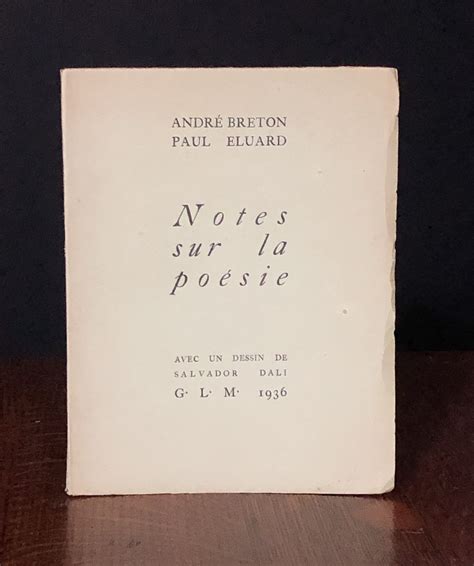 ANDRÉ BRETON
PAUL ELUARD
Notes
sur la
poésie
AVEC UN DESSIN DE
SALVADOR DALI
G. L. M. 1936